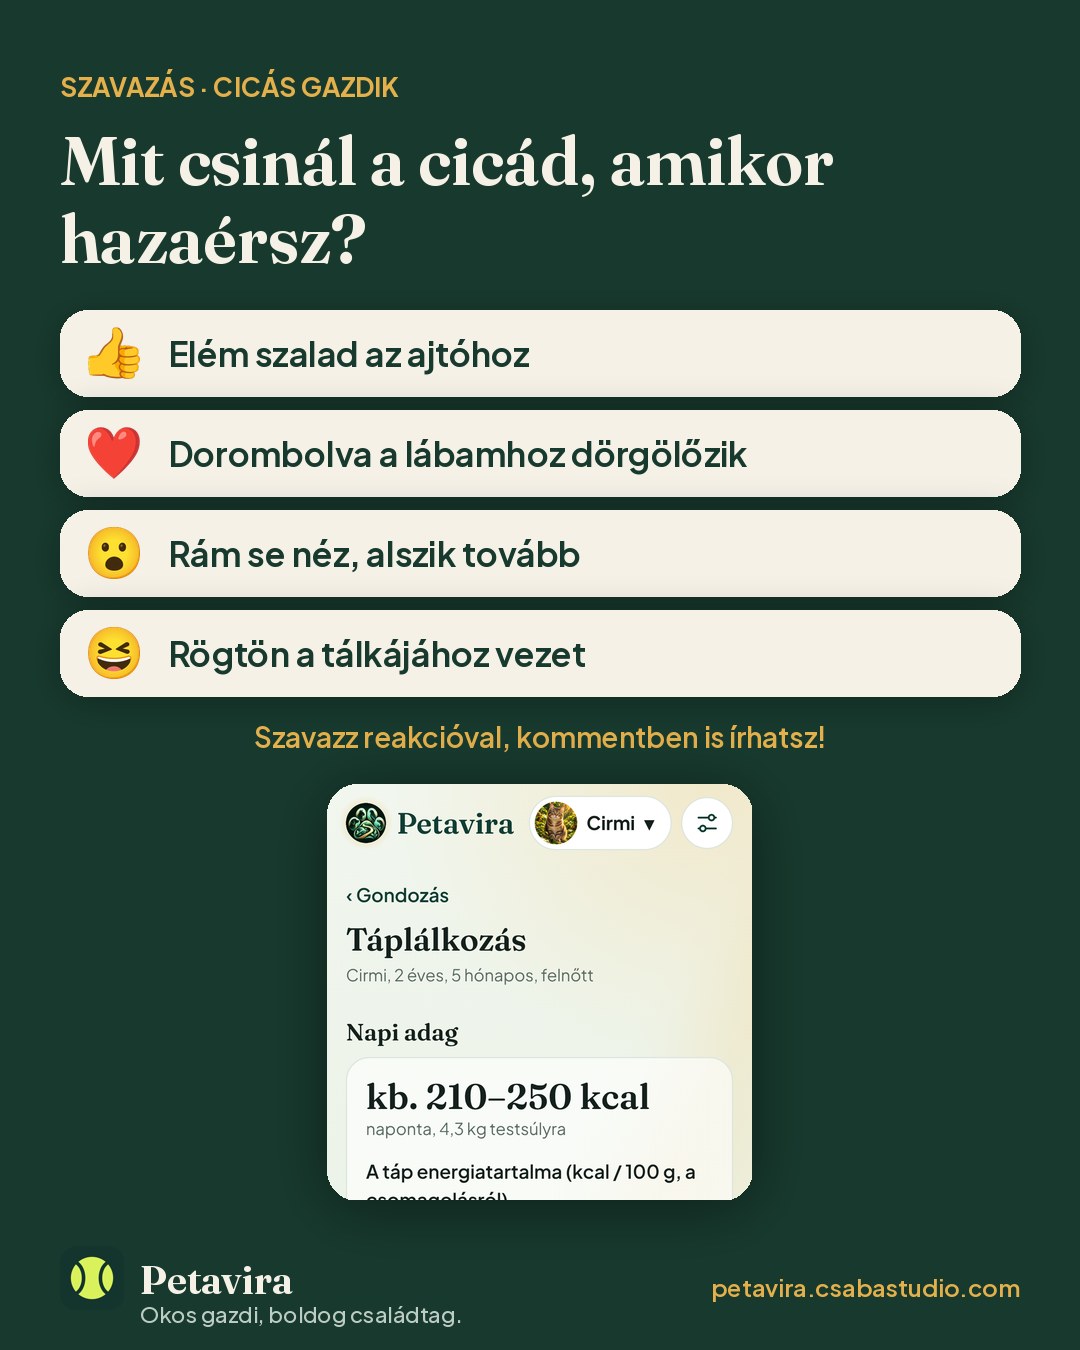 SZAVAZÁS · CICÁS GAZDIK
Mit csinál a cicád, amikor
hazaérsz?
Elém szalad az ajtóhoz
Dorombolva a lábamhoz dörgölőzik
Rám se néz, alszik tovább
Rögtön a tálkájához vezet
Szavazz reakcióval, kommentben is írhatsz!
Petavira
Cirmi ▾
‹ Gondozás
Táplálkozás
Cirmi, 2 éves, 5 hónapos, felnőtt
Napi adag
kb. 210–250 kcal
naponta, 4,3 kg testsúlyra
A táp energiatartalma (kcal / 100 g, a
csomagolásról)
Petavira
Okos gazdi, boldog családtag.
petavira.csabastudio.com